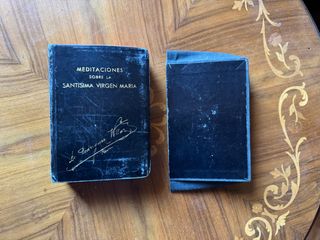 MEDITACIONES
SOBRE LA
SANTISIMA VIRGEN MARIA